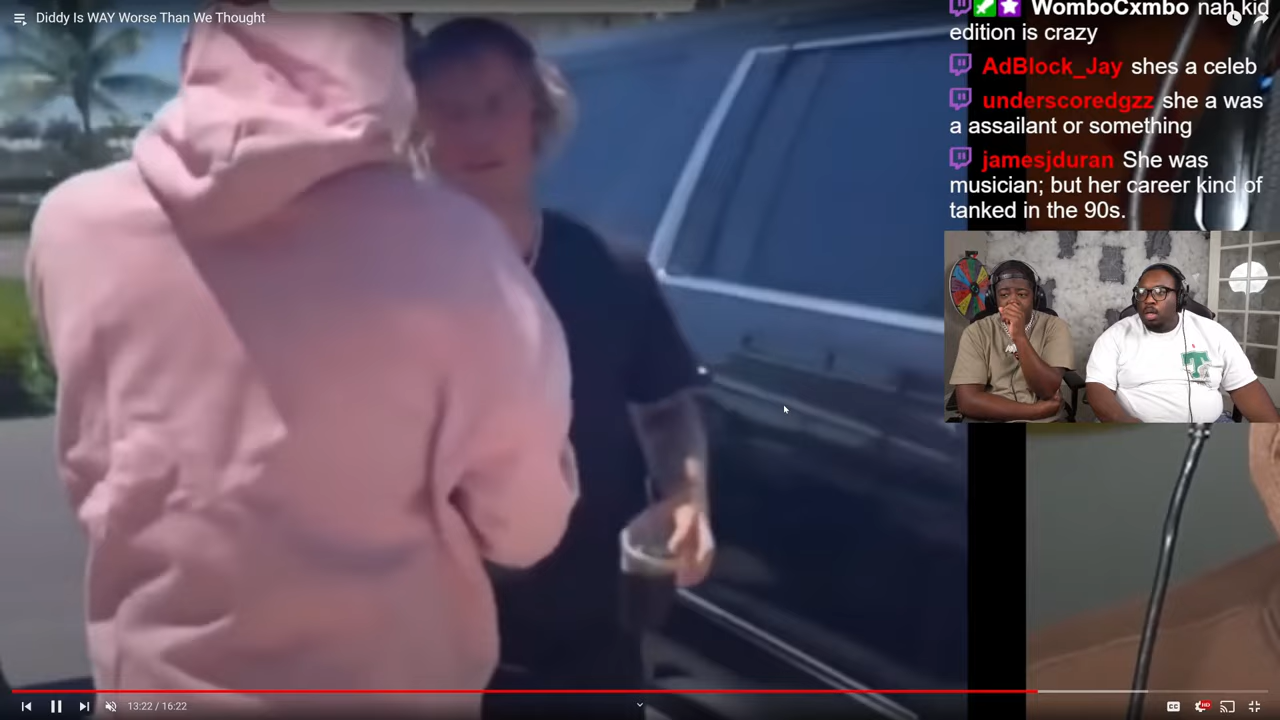 Diddy Is WAY Worse Than We Thought
WomboCxmbo nah kid
edition is crazy
AdBlock_Jay shes a celeb
underscoredgzz she a was
a assailant or something
jamesjduran She was
musician; but her career kind of
tanked in the 90s.
T
13:22 / 16:22
CC
HD